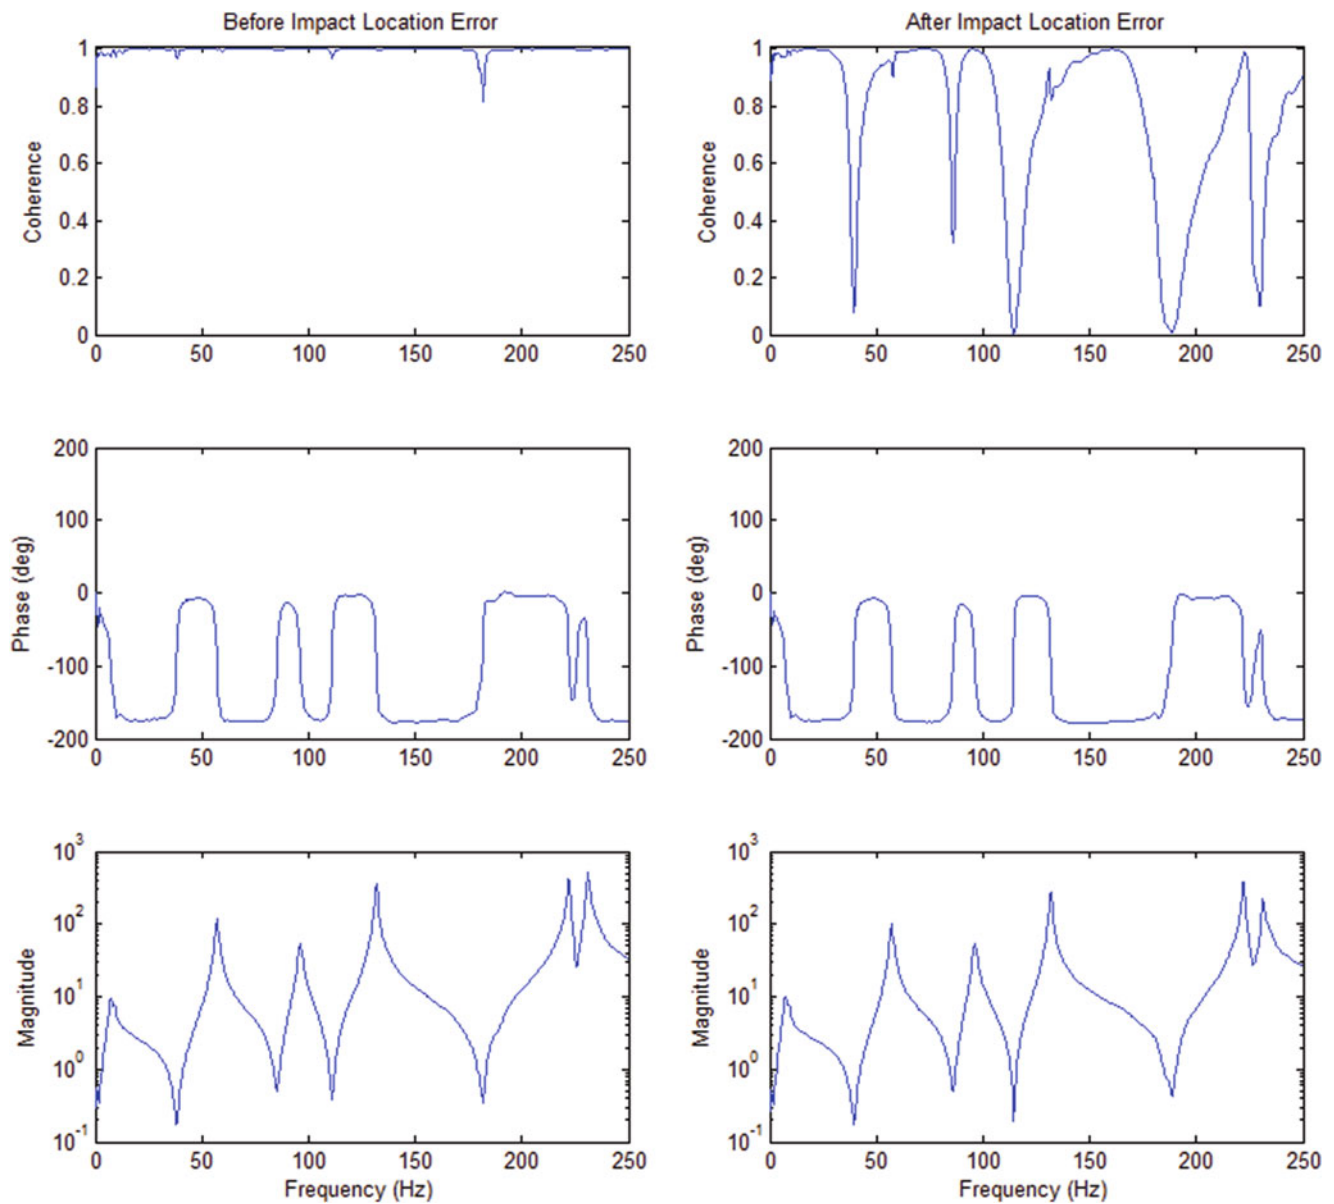 Before Impact Location Error
After Impact Location Error
Coherence
1
0.8
0.6
0.4
0.2
0
0 50 100 150 200 250
Coherence
1
0.8
0.6
0.4
0.2
0
0 50 100 150 200 250
Phase (deg)
200
100
0
-100
-200
0 50 100 150 200 250
Phase (deg)
200
100
0
-100
-200
0 50 100 150 200 250
Magnitude
10³
10²
10¹
10⁰
10⁻¹
0 50 100 150 200 250
Frequency (Hz)
Magnitude
10³
10²
10¹
10⁰
10⁻¹
0 50 100 150 200 250
Frequency (Hz)